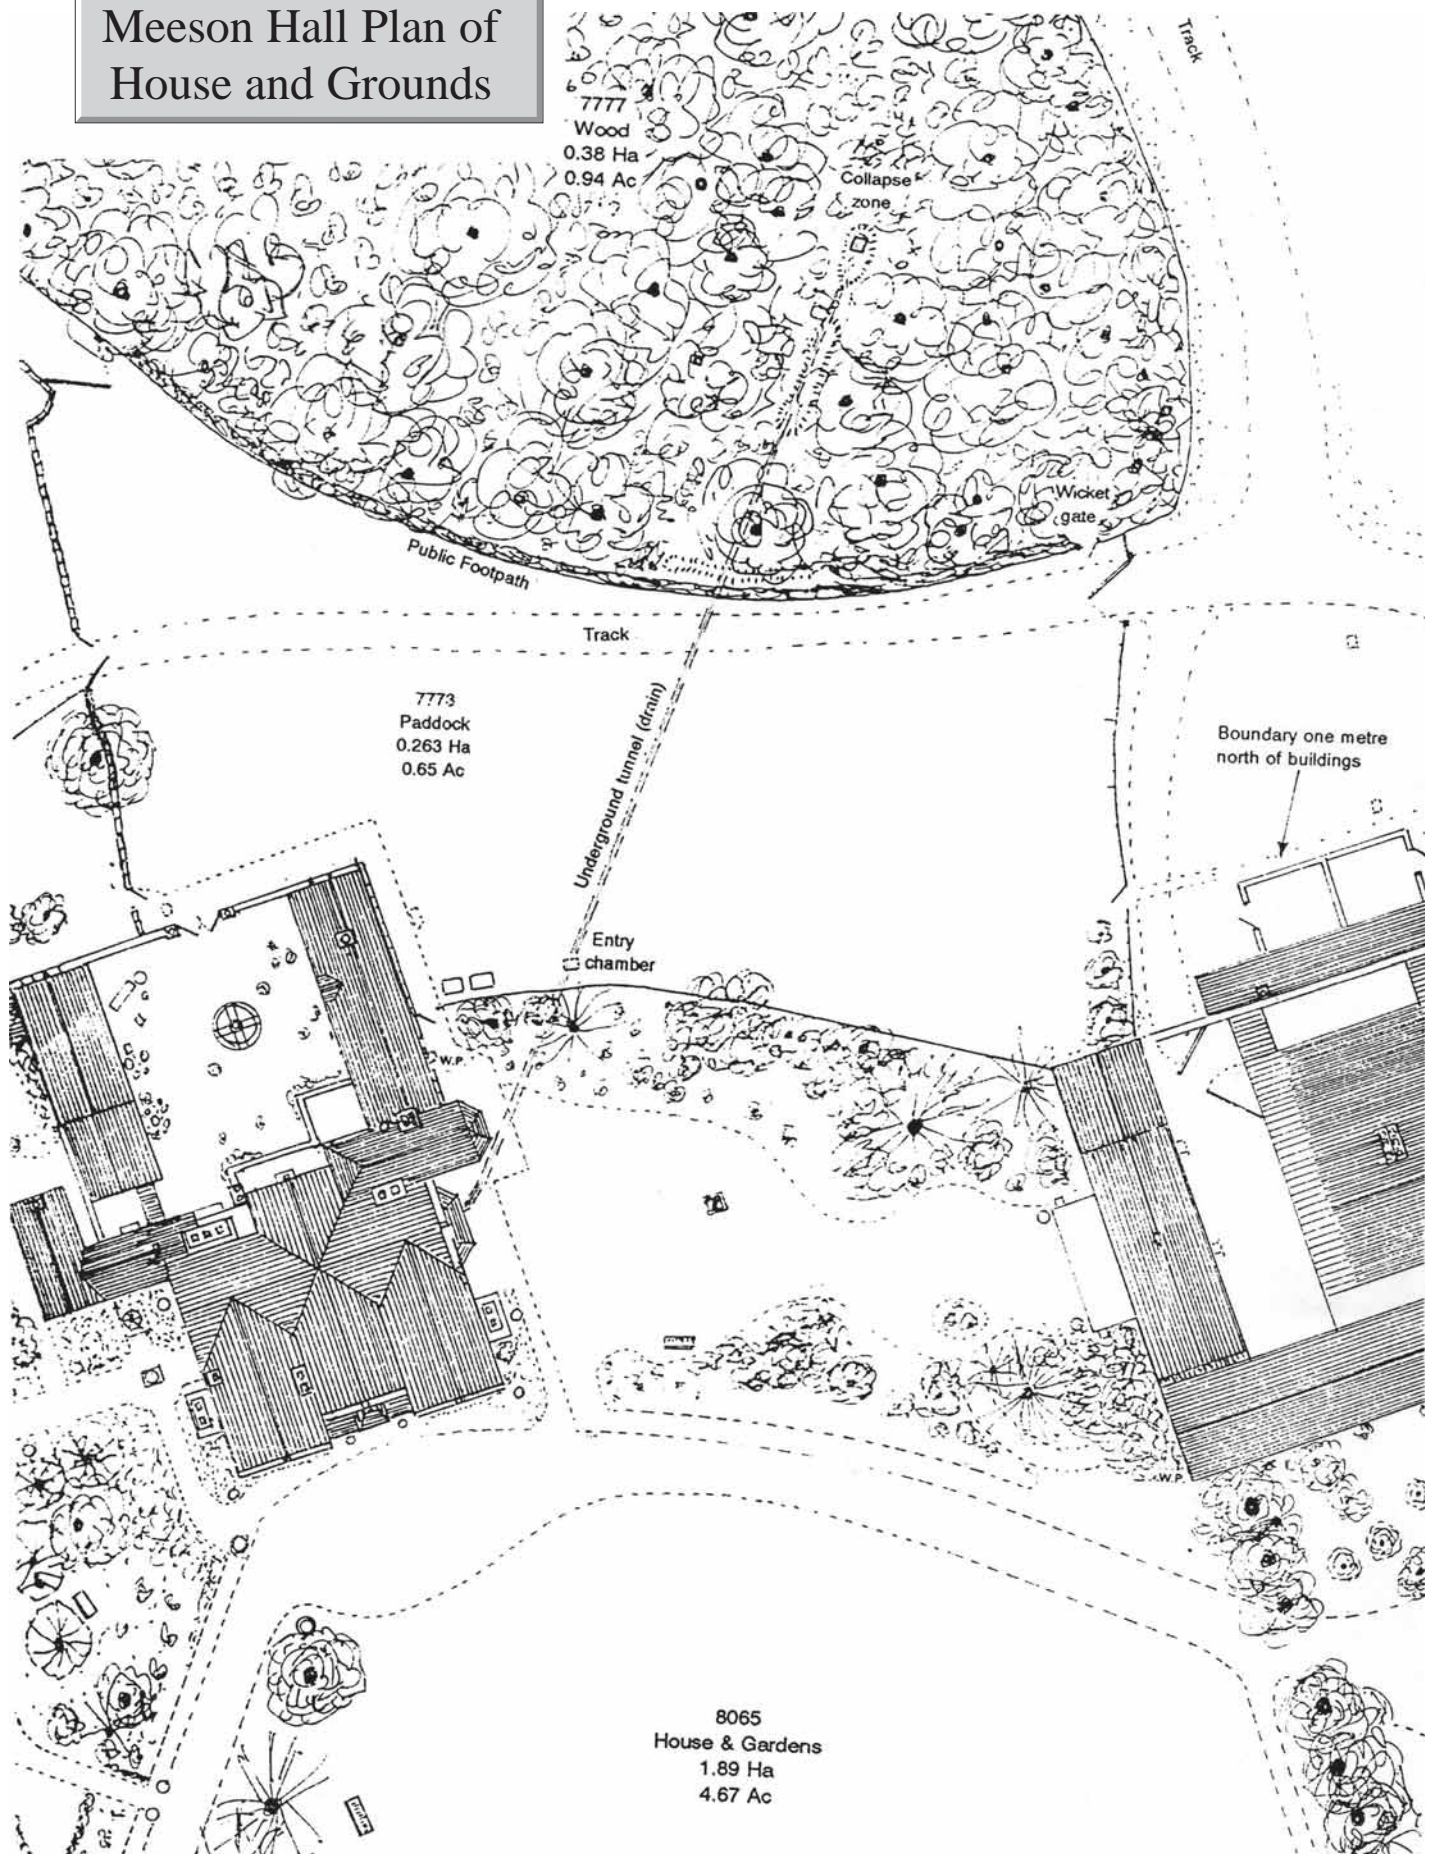 Meeson Hall Plan of
House and Grounds
Track
7777
Wood
0.38 Ha
0.94 Ac
Collapse
zone
Wicket
gate
Public Footpath
Track
7773
Paddock
0.263 Ha
0.65 Ac
Underground tunnel (drain)
Boundary one metre
north of buildings
Entry
chamber
W.P.
W.P.
8065
House & Gardens
1.89 Ha
4.67 Ac